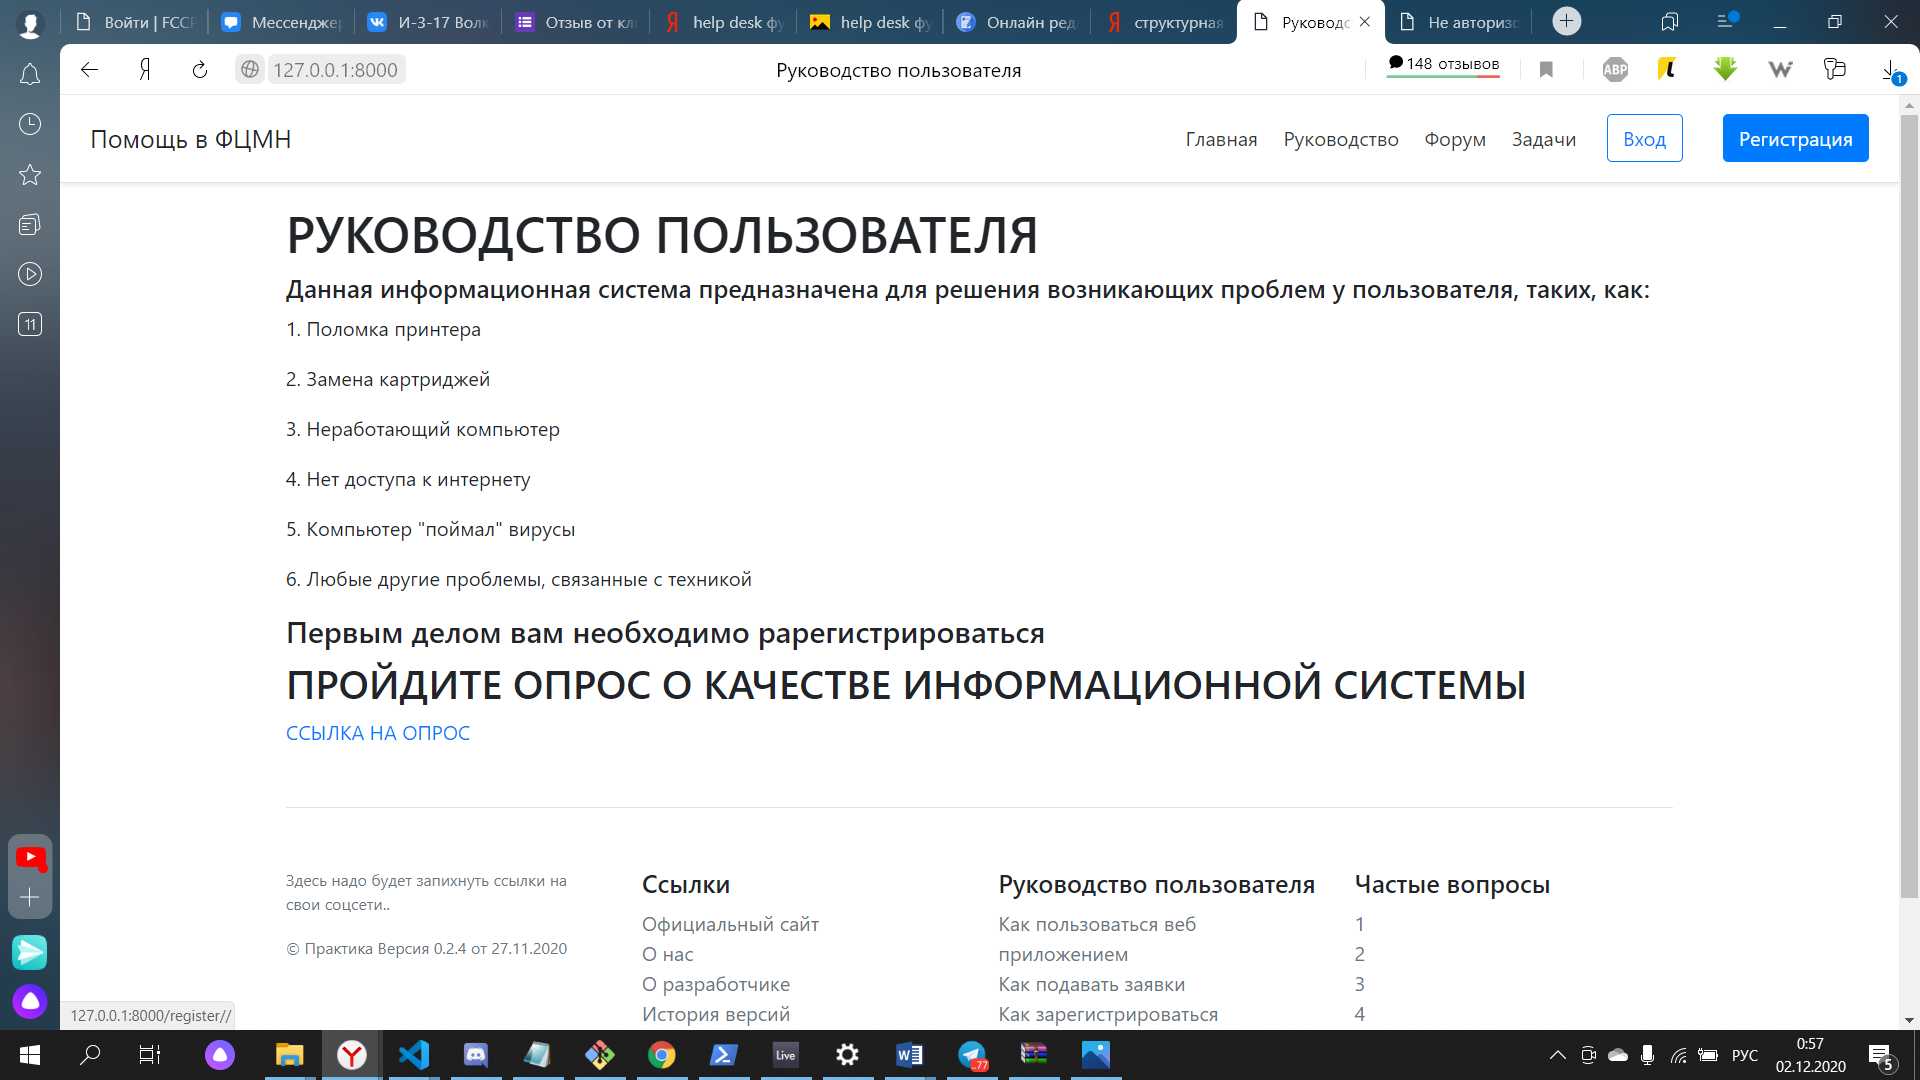 Войти | FCCF
Мессенджер
И-3-17 Волк
Отзыв от кли
help desk фу
help desk фу
Онлайн ред
структурная
Руководс
Не авторизо
127.0.0.1:8000
Руководство пользователя
148 отзывов
ABP
1
Помощь в ФЦМН
Главная
Руководство
Форум
Задачи
Вход
Регистрация
11
РУКОВОДСТВО ПОЛЬЗОВАТЕЛЯ
Данная информационная система предназначена для решения возникающих проблем у пользователя, таких, как:
1. Поломка принтера
2. Замена картриджей
3. Неработающий компьютер
4. Нет доступа к интернету
5. Компьютер "поймал" вирусы
6. Любые другие проблемы, связанные с техникой
Первым делом вам необходимо рарегистрироваться
ПРОЙДИТЕ ОПРОС О КАЧЕСТВЕ ИНФОРМАЦИОННОЙ СИСТЕМЫ
ССЫЛКА НА ОПРОС
Здесь надо будет запихнуть ссылки на
свои соцсети..
© Практика Версия 0.2.4 от 27.11.2020
Ссылки
Официальный сайт
О нас
О разработчике
История версий
Руководство пользователя
Как пользоваться веб
приложением
Как подавать заявки
Как зарегистрироваться
Частые вопросы
1
2
3
4
127.0.0.1:8000/register//
Live
..77
РУС
0:57
02.12.2020
5